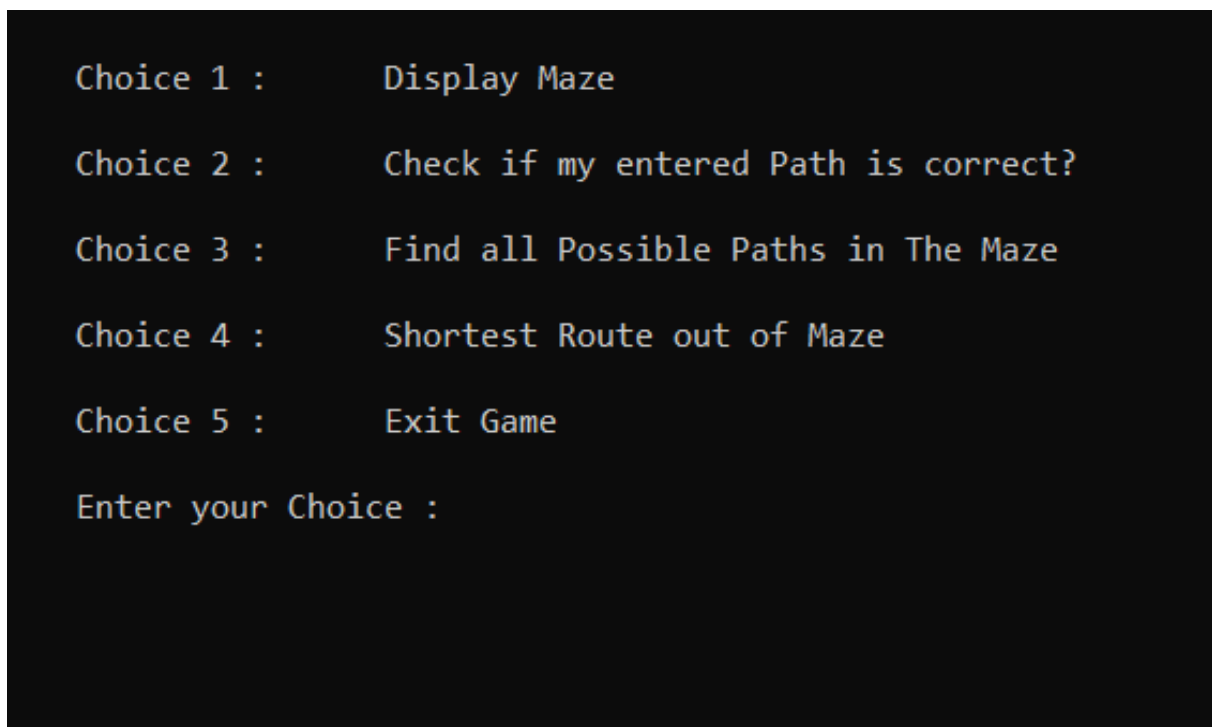 Choice 1 : Display Maze
Choice 2 : Check if my entered Path is correct?
Choice 3 : Find all Possible Paths in The Maze
Choice 4 : Shortest Route out of Maze
Choice 5 : Exit Game
Enter your Choice :